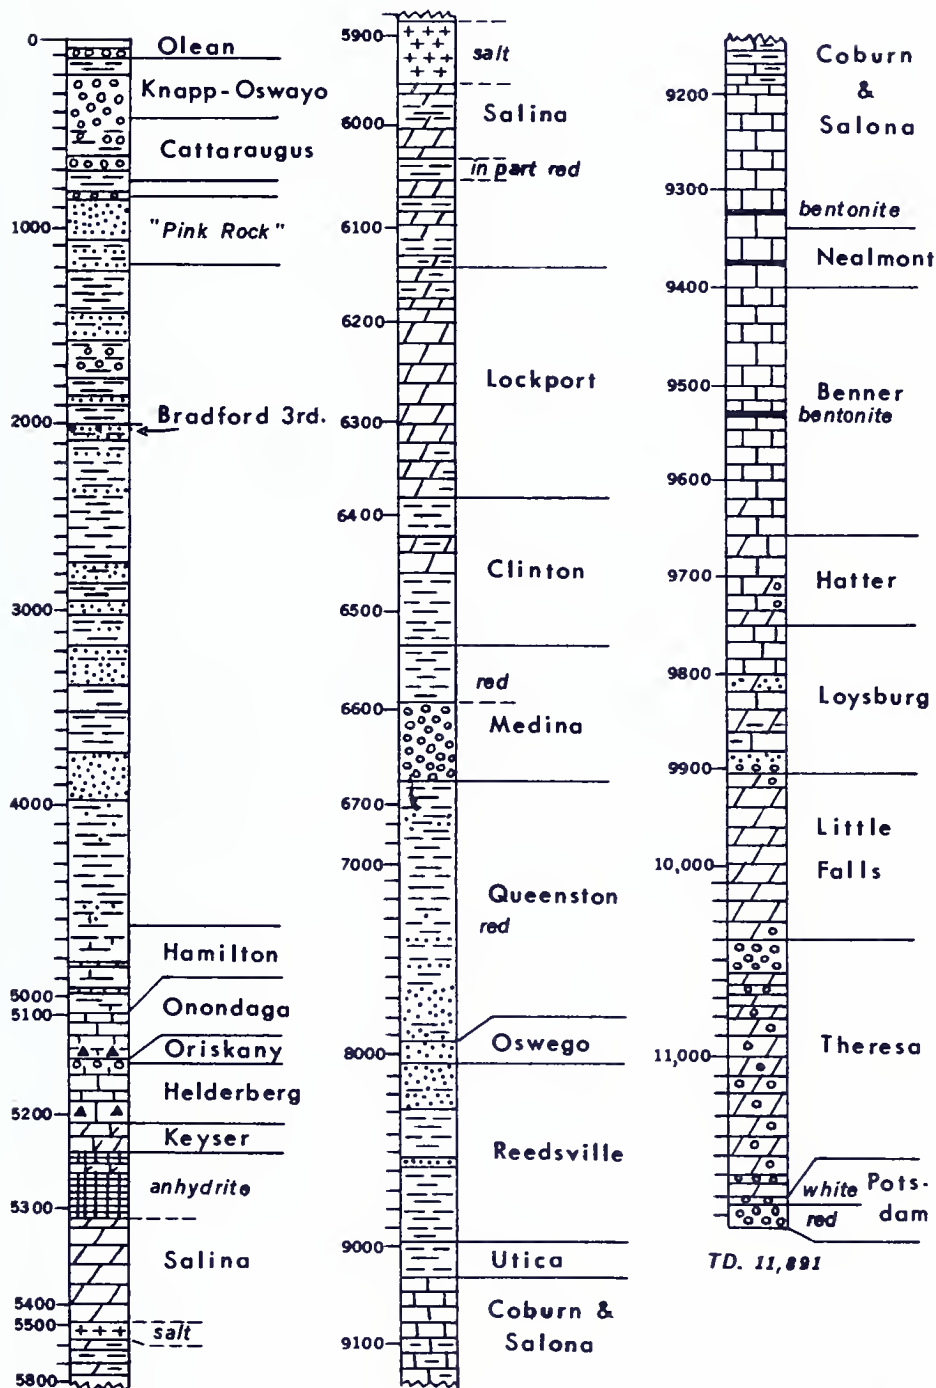 0
Olean
Knapp-Oswayo
Cattaraugus
1000
"Pink Rock"
2000
Bradford 3rd.
3000
4000
Hamilton
5000
Onondaga
5100
Oriskany
Helderberg
5200
Keyser
anhydrite
5300
Salina
5400
5500
salt
5800
5900
salt
Salina
6000
in part red
6100
6200
Lockport
6300
6400
Clinton
6500
red
6600
Medina
6700
7000
Queenston
red
8000
Oswego
Reedsville
9000
Utica
Coburn &
9100
Salona
Coburn
9200
&
Salona
9300
bentonite
Nealmont
9400
9500
Benner
bentonite
9600
9700
Hatter
9800
Loysburg
9900
Little
10,000
Falls
11,000
Theresa
white
Pots-
red
dam
TD. 11,891